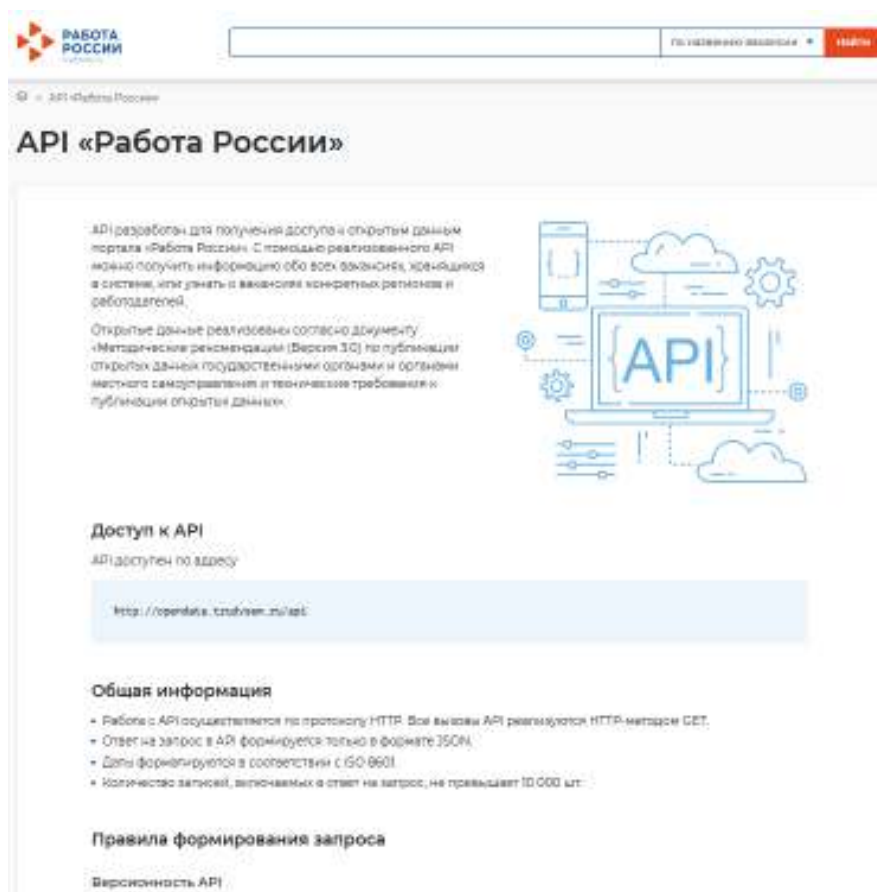 РАБОТА
РОССИИ
по названию вакансии
НАЙТИ
API «Работа России»
API «Работа России»
API разработан для получения доступа к открытым данным
портала «Работа России». С помощью реализованного API
можно получить информацию обо всех вакансиях, хранящихся
в системе, или узнать о вакансиях конкретных регионов и
работодателей.
Открытые данные реализованы согласно документу
«Методические рекомендации (Версия 3.0) по публикации
открытых данных государственными органами и органами
местного самоуправления и технические требования к
публикации открытых данных»
{API}
Доступ к API
API доступен по адресу
http://opendata.trudvsem.ru/api
Общая информация
• Работа с API осуществляется по протоколу HTTP. Все вызовы API реализуются HTTP-методом GET.
• Ответ на запрос в API формируется только в формате JSON.
• Даты форматируются в соответствии с ISO 8601.
• Количество записей, включаемых в ответ на запрос, не превышает 10 000 шт.
Правила формирования запроса
Версионность API